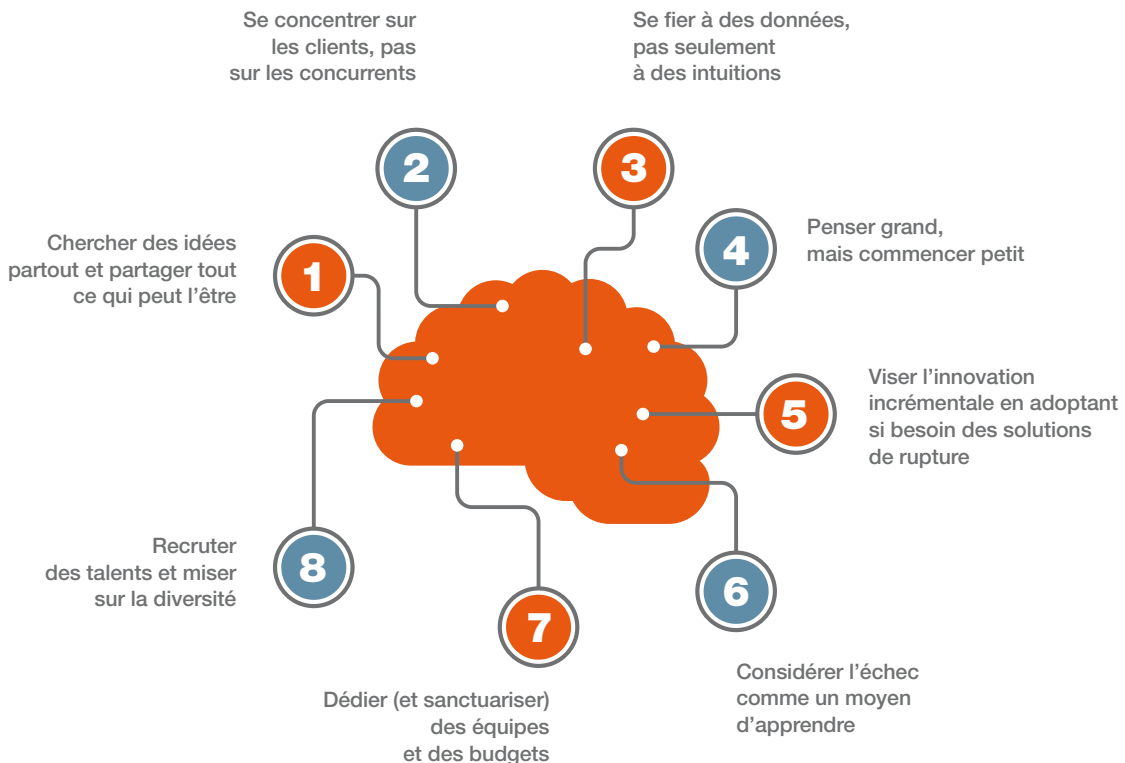 1
Chercher des idées
partout et partager tout
ce qui peut l’être
2
Se concentrer sur
les clients, pas
sur les concurrents
3
Se fier à des données,
pas seulement
à des intuitions
4
Penser grand,
mais commencer petit
5
Viser l’innovation
incrémentale en adoptant
si besoin des solutions
de rupture
6
Considérer l’échec
comme un moyen
d’apprendre
7
Dédier (et sanctuariser)
des équipes
et des budgets
8
Recruter
des talents et miser
sur la diversité